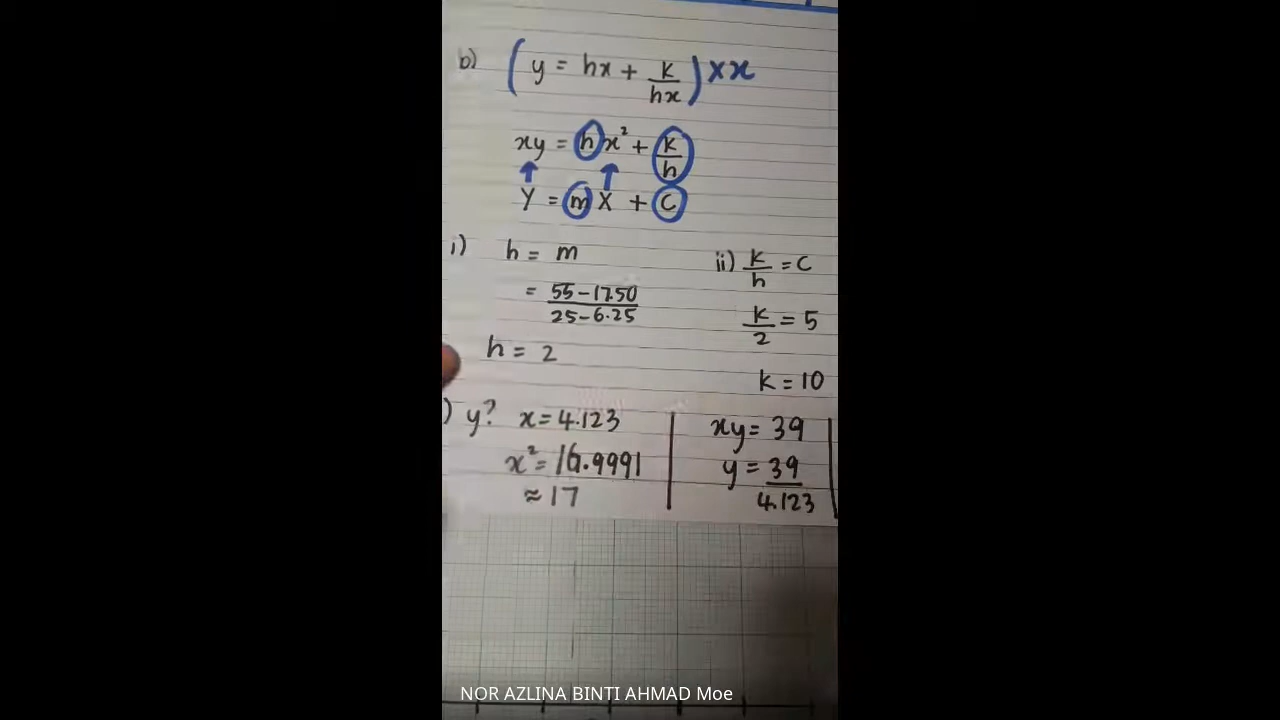 b) (y = hx + k/hx) × x
xy = hx² + k/h
Y = mX + C
i) h = m
= 55 - 17.50 / 25 - 6.25
h = 2
ii) k/h = C
k/2 = 5
k = 10
) y? x = 4.123
x² = 16.9991
≈ 17
xy = 39
y = 39/4.123
NOR AZLINA BINTI AHMAD Moe